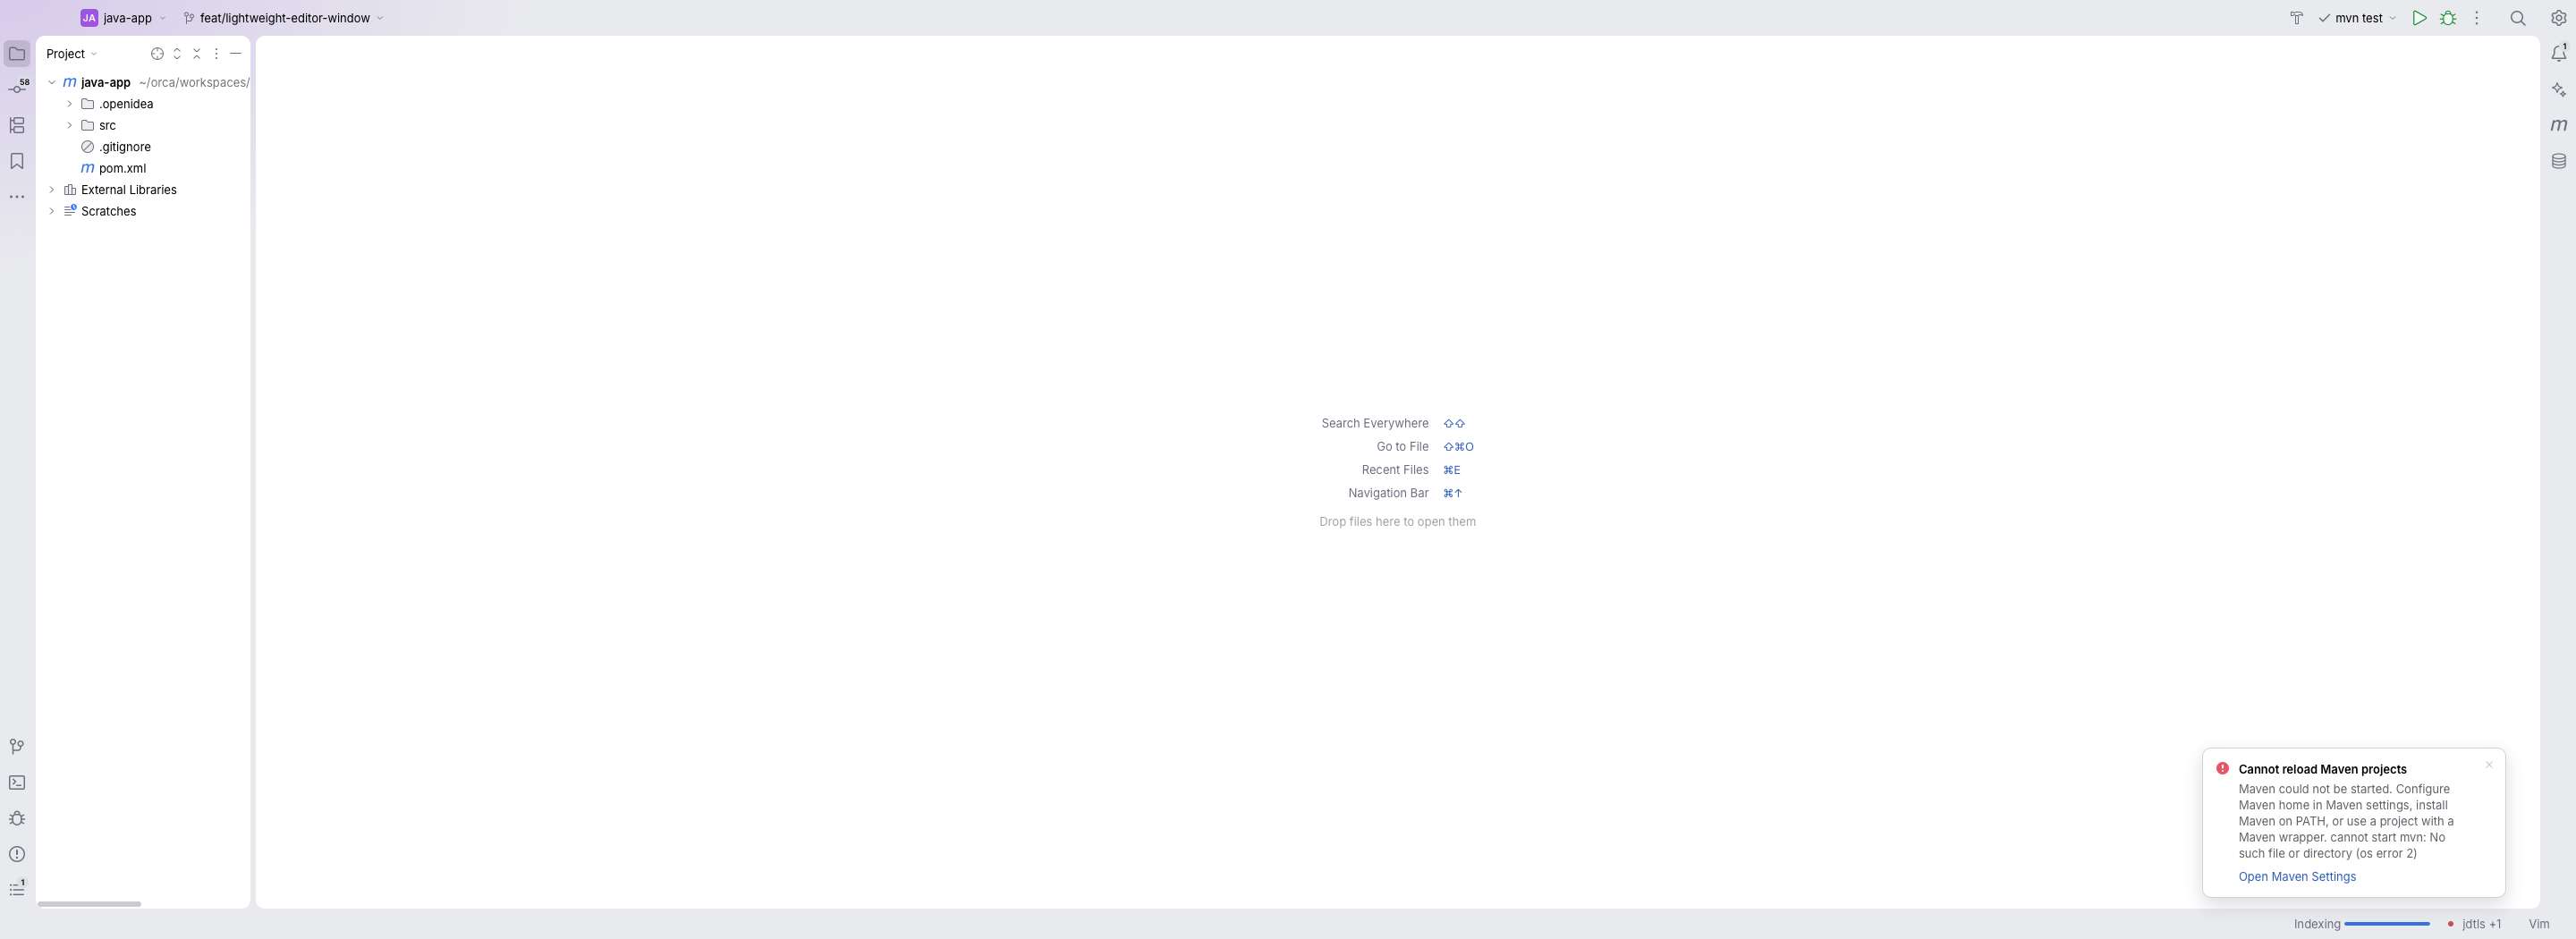 JA java-app
feat/lightweight-editor-window
mvn test
Project
58
1
java-app ~/orca/workspaces/
.openidea
src
.gitignore
m pom.xml
External Libraries
Scratches
Search Everywhere ⇧⇧
Go to File ⇧⌘O
Recent Files ⌘E
Navigation Bar ⌘↑
Drop files here to open them
Cannot reload Maven projects
Maven could not be started. Configure
Maven home in Maven settings, install
Maven on PATH, or use a project with a
Maven wrapper. cannot start mvn: No
such file or directory (os error 2)
Open Maven Settings
1
Indexing
jdtls +1
Vim